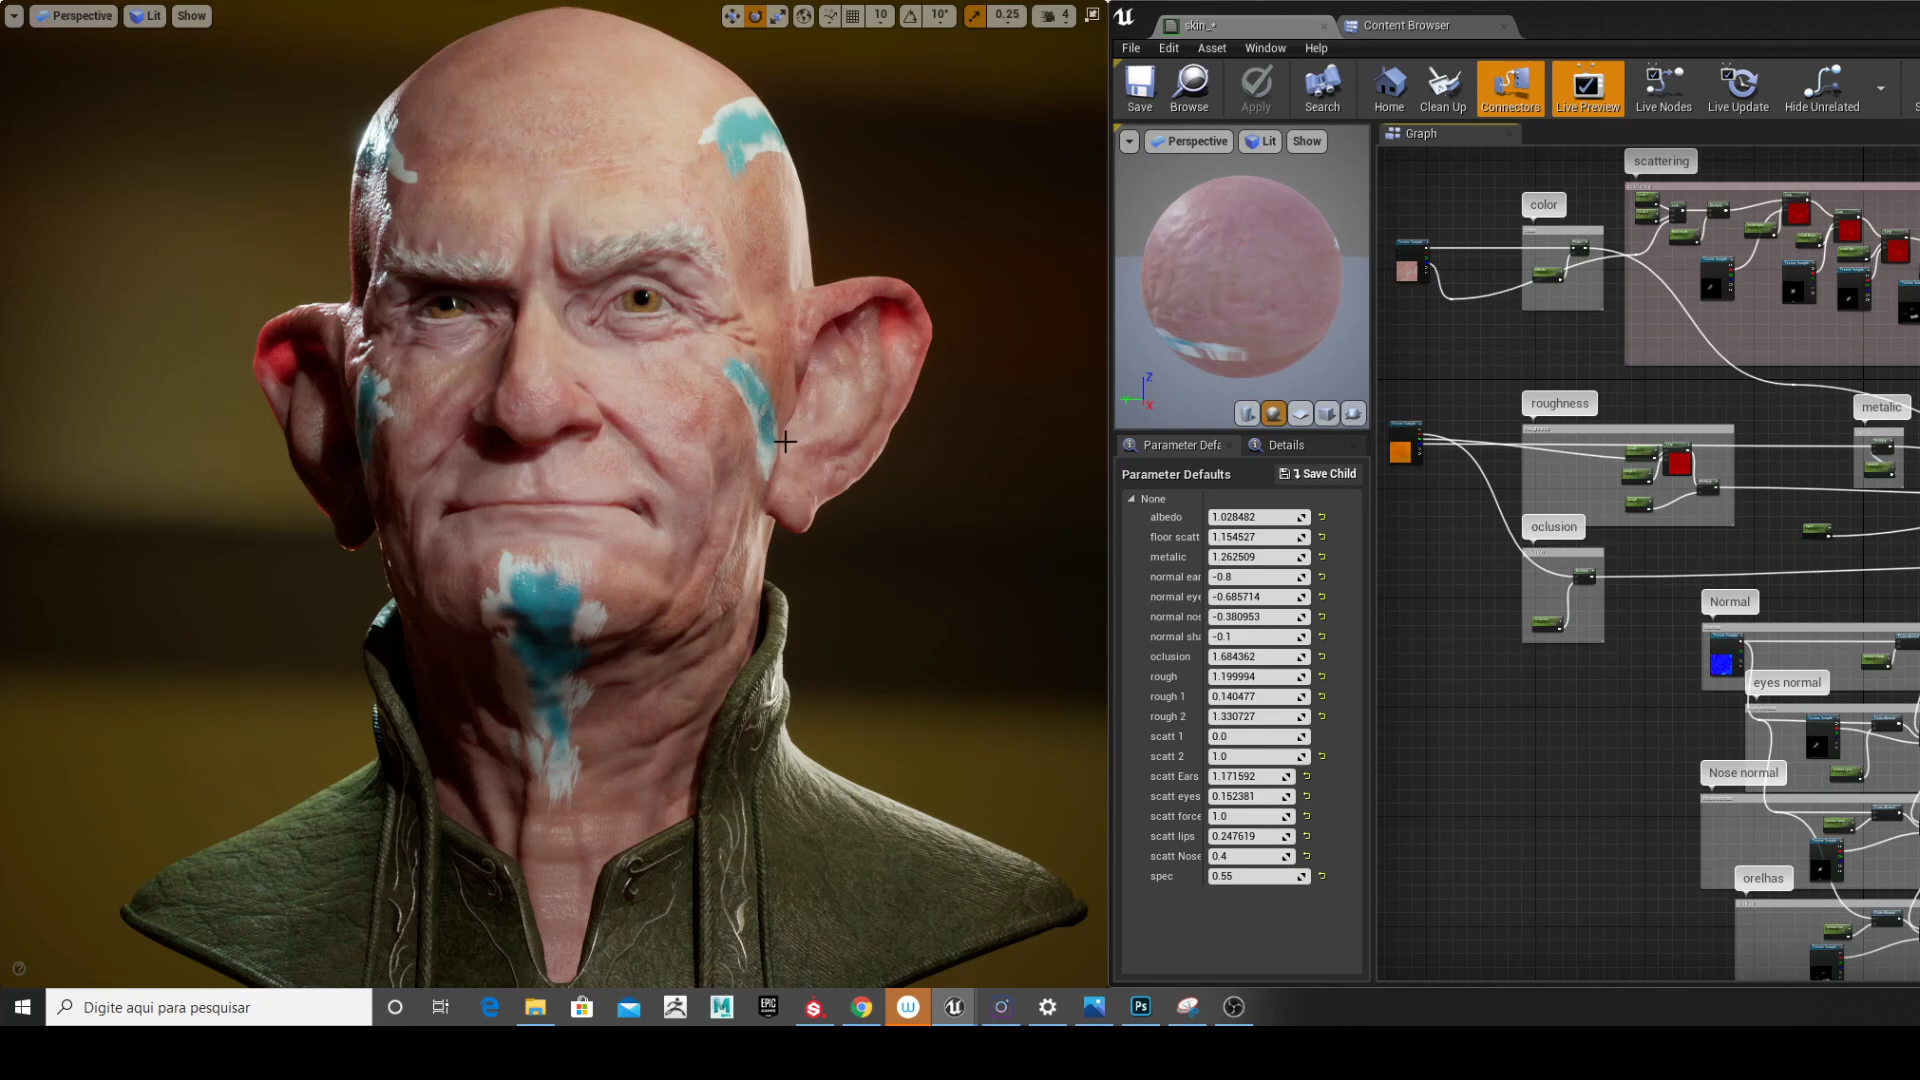 Perspective
Lit
Show
10
10°
0.25
4
skin_*
Content Browser
File
Edit
Asset
Window
Help
Save
Browse
Apply
Search
Home
Clean Up
Connectors
Live Preview
Live Nodes
Live Update
Hide Unrelated
Perspective
Lit
Show
Z
Y
X
Graph
scattering
color
roughness
metalic
oclusion
Normal
eyes normal
Nose normal
orelhas
Parameter Defa
Details
Parameter Defaults
Save Child
None
albedo 1.028482
floor scatt 1.154527
metalic 1.262509
normal ear -0.8
normal eye -0.685714
normal nos -0.380953
normal sha -0.1
oclusion 1.684362
rough 1.199994
rough 1 0.140477
rough 2 1.330727
scatt 1 0.0
scatt 2 1.0
scatt Ears 1.171592
scatt eyes 0.152381
scatt force 1.0
scatt lips 0.247619
scatt Nose 0.4
spec 0.55
Digite aqui para pesquisar
EPIC
Ps